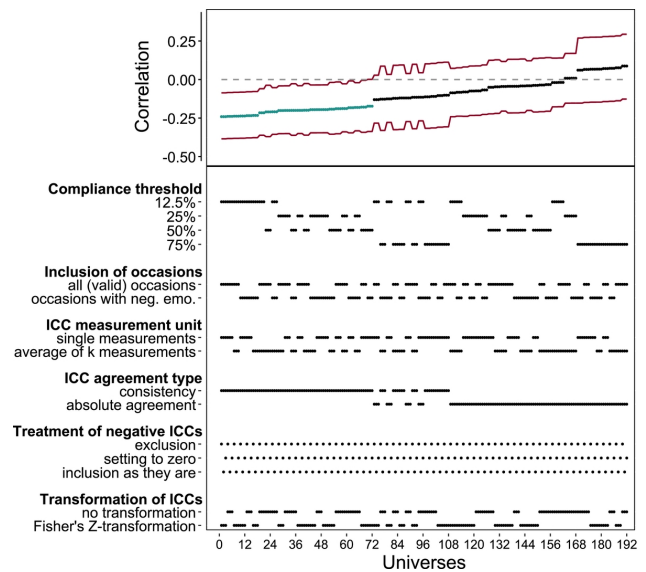 Correlation
0.25
0.00
-0.25
-0.50
Compliance threshold
12.5%
25%
50%
75%
Inclusion of occasions
all (valid) occasions
occasions with neg. emo.
ICC measurement unit
single measurements
average of k measurements
ICC agreement type
consistency
absolute agreement
Treatment of negative ICCs
exclusion
setting to zero
inclusion as they are
Transformation of ICCs
no transformation
Fisher's Z-transformation
0 12 24 36 48 60 72 84 96 108 120 132 144 156 168 180 192
Universes